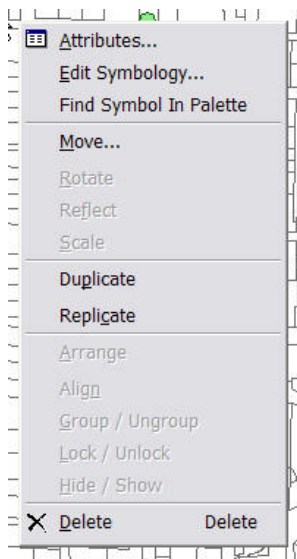 Attributes...
Edit Symbology...
Find Symbol In Palette
Move...
Rotate
Reflect
Scale
Duplicate
Replicate
Arrange
Align
Group / Ungroup
Lock / Unlock
Hide / Show
Delete Delete